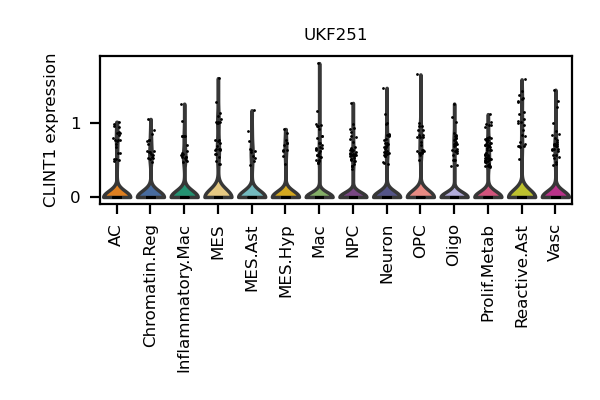 UKF251
CLINT1 expression
1
0
AC
Chromatin.Reg
Inflammatory.Mac
MES
MES.Ast
MES.Hyp
Mac
NPC
Neuron
OPC
Oligo
Prolif.Metab
Reactive.Ast
Vasc